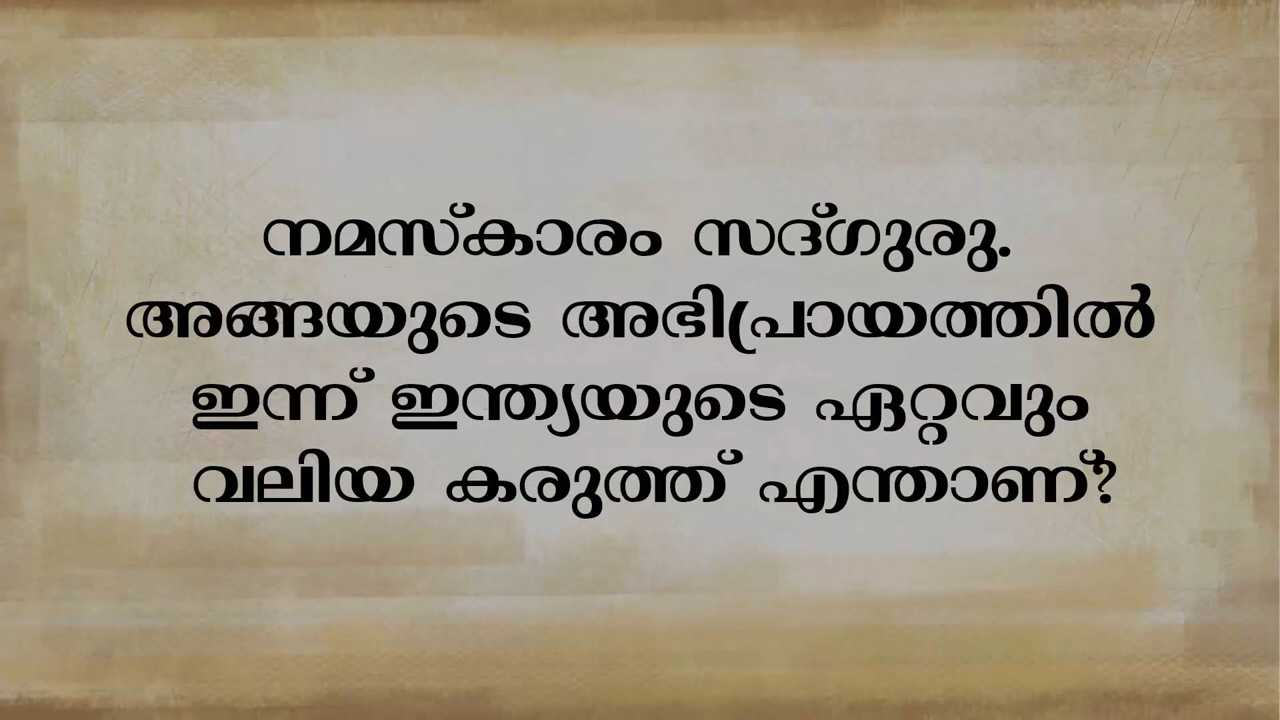 നമസ്കാരം സദ്ഗുരു.
അങ്ങയുടെ അഭിപ്രായത്തിൽ
ഇന്ന് ഇന്ത്യയുടെ ഏറ്റവും
വലിയ കരുത്ത് എന്താണ്?